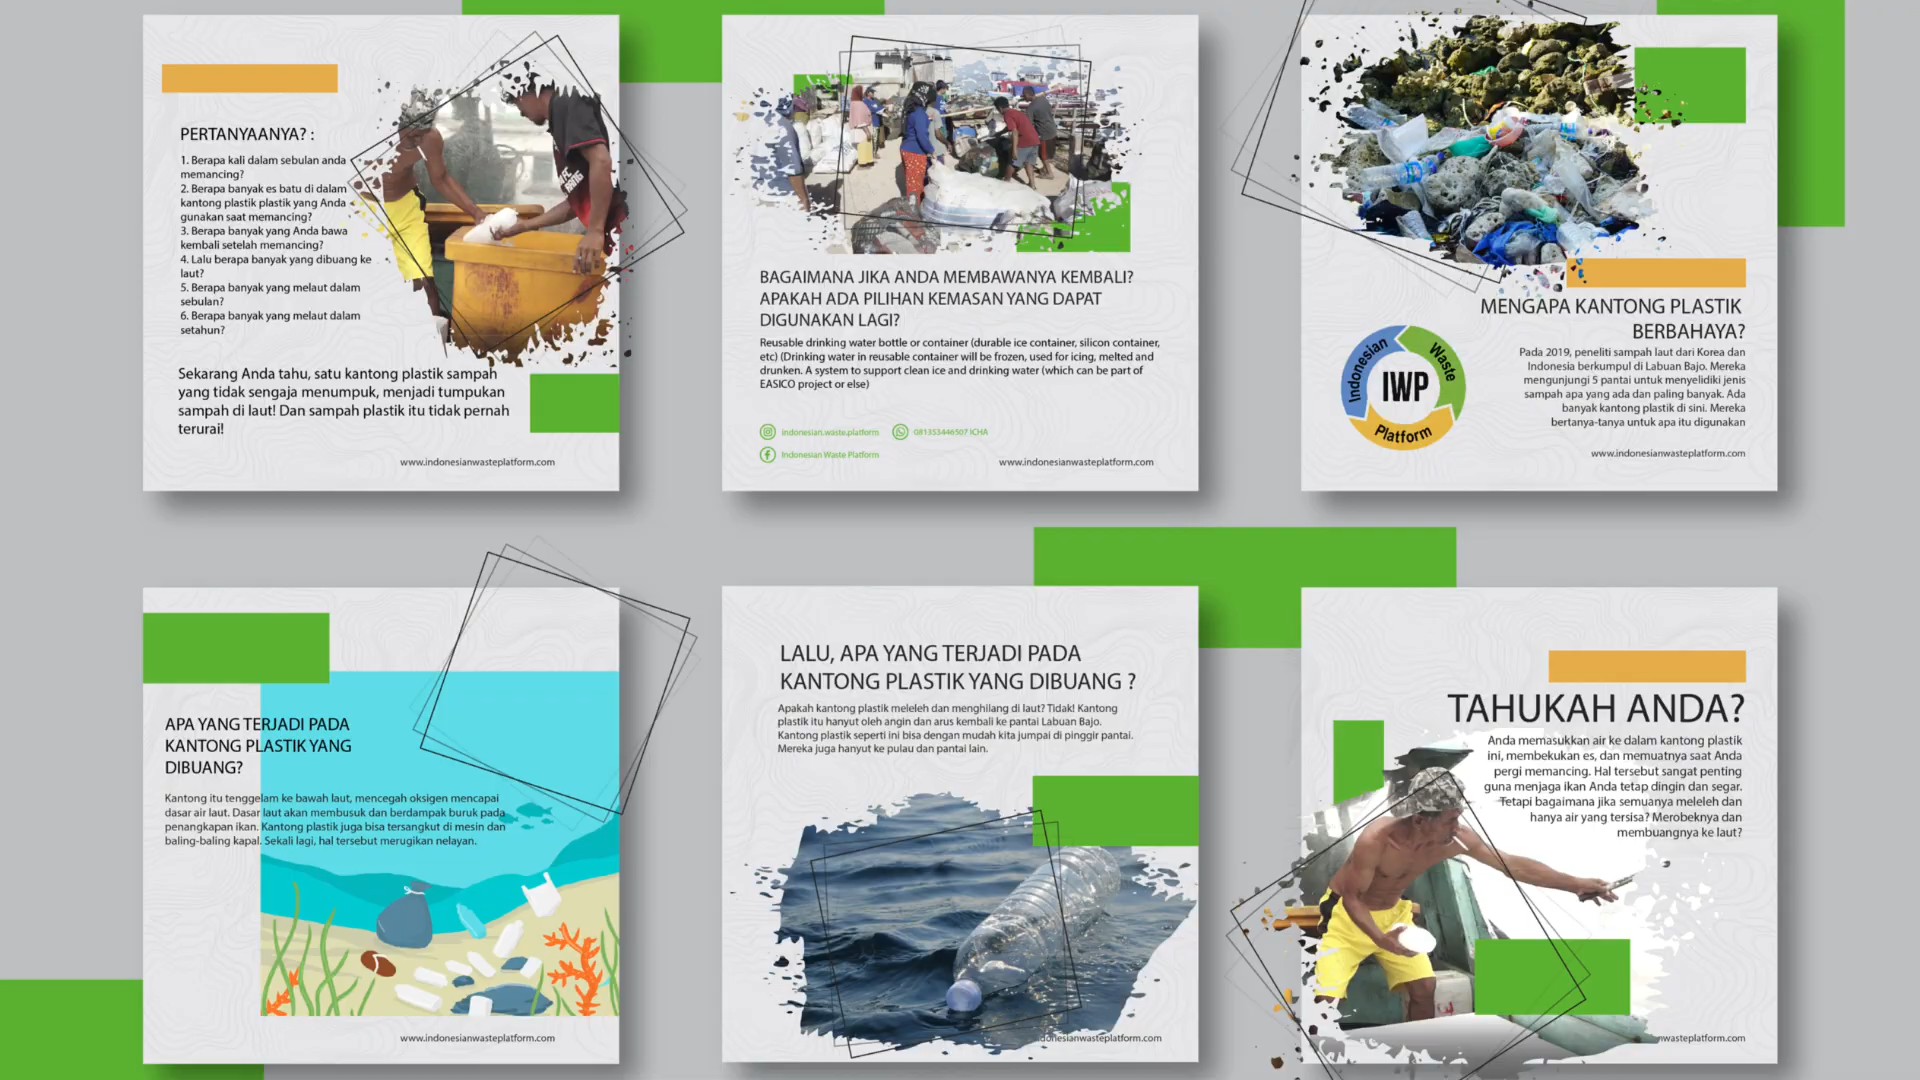 PERTANYAANYA? :
1. Berapa kali dalam sebulan anda
memancing?
2. Berapa banyak es batu di dalam
kantong plastik plastik yang Anda
gunakan saat memancing?
3. Berapa banyak yang Anda bawa
kembali setelah memancing?
4. Lalu berapa banyak yang dibuang ke
laut?
5. Berapa banyak yang melaut dalam
sebulan?
6. Berapa banyak yang melaut dalam
setahun?
Sekarang Anda tahu, satu kantong plastik sampah
yang tidak sengaja menumpuk, menjadi tumpukan
sampah di laut! Dan sampah plastik itu tidak pernah
terurai!
www.indonesianwasteplatform.com
BAGAIMANA JIKA ANDA MEMBAWANYA KEMBALI?
APAKAH ADA PILIHAN KEMASAN YANG DAPAT
DIGUNAKAN LAGI?
Reusable drinking water bottle or container (durable ice container, silicon container,
etc) (Drinking water in reusable container will be frozen, used for icing, melted and
drunken. A system to support clean ice and drinking water (which can be part of
EASICO project or else)
indonesian.waste.platform 081353446507 ICHA
Indonesian Waste Platform
www.indonesianwasteplatform.com
MENGAPA KANTONG PLASTIK
BERBAHAYA?
Indonesian Waste Platform
IWP
Pada 2019, peneliti sampah laut dari Korea dan
Indonesia berkumpul di Labuan Bajo. Mereka
mengunjungi 5 pantai untuk menyelidiki jenis
sampah apa yang ada dan paling banyak. Ada
banyak kantong plastik di sini. Mereka
bertanya-tanya untuk apa itu digunakan
www.indonesianwasteplatform.com
APA YANG TERJADI PADA
KANTONG PLASTIK YANG
DIBUANG?
Kantong itu tenggelam ke bawah laut, mencegah oksigen mencapai
dasar air laut. Dasar laut akan membusuk dan berdampak buruk pada
penangkapan ikan. Kantong plastik juga bisa tersangkut di mesin dan
baling-baling kapal. Sekali lagi, hal tersebut merugikan nelayan.
www.indonesianwasteplatform.com
LALU, APA YANG TERJADI PADA
KANTONG PLASTIK YANG DIBUANG ?
Apakah kantong plastik meleleh dan menghilang di laut? Tidak! Kantong
plastik itu hanyut oleh angin dan arus kembali ke pantai Labuan Bajo.
Kantong plastik seperti ini bisa dengan mudah kita jumpai di pinggir pantai.
Mereka juga hanyut ke pulau dan pantai lain.
donesianwasteplatform.com
TAHUKAH ANDA?
Anda memasukkan air ke dalam kantong plastik
ini, membekukan es, dan memuatnya saat Anda
pergi memancing. Hal tersebut sangat penting
guna menjaga ikan Anda tetap dingin dan segar.
Tetapi bagaimana jika semuanya meleleh dan
hanya air yang tersisa? Merobeknya dan
membuangnya ke laut?
nwasteplatform.com